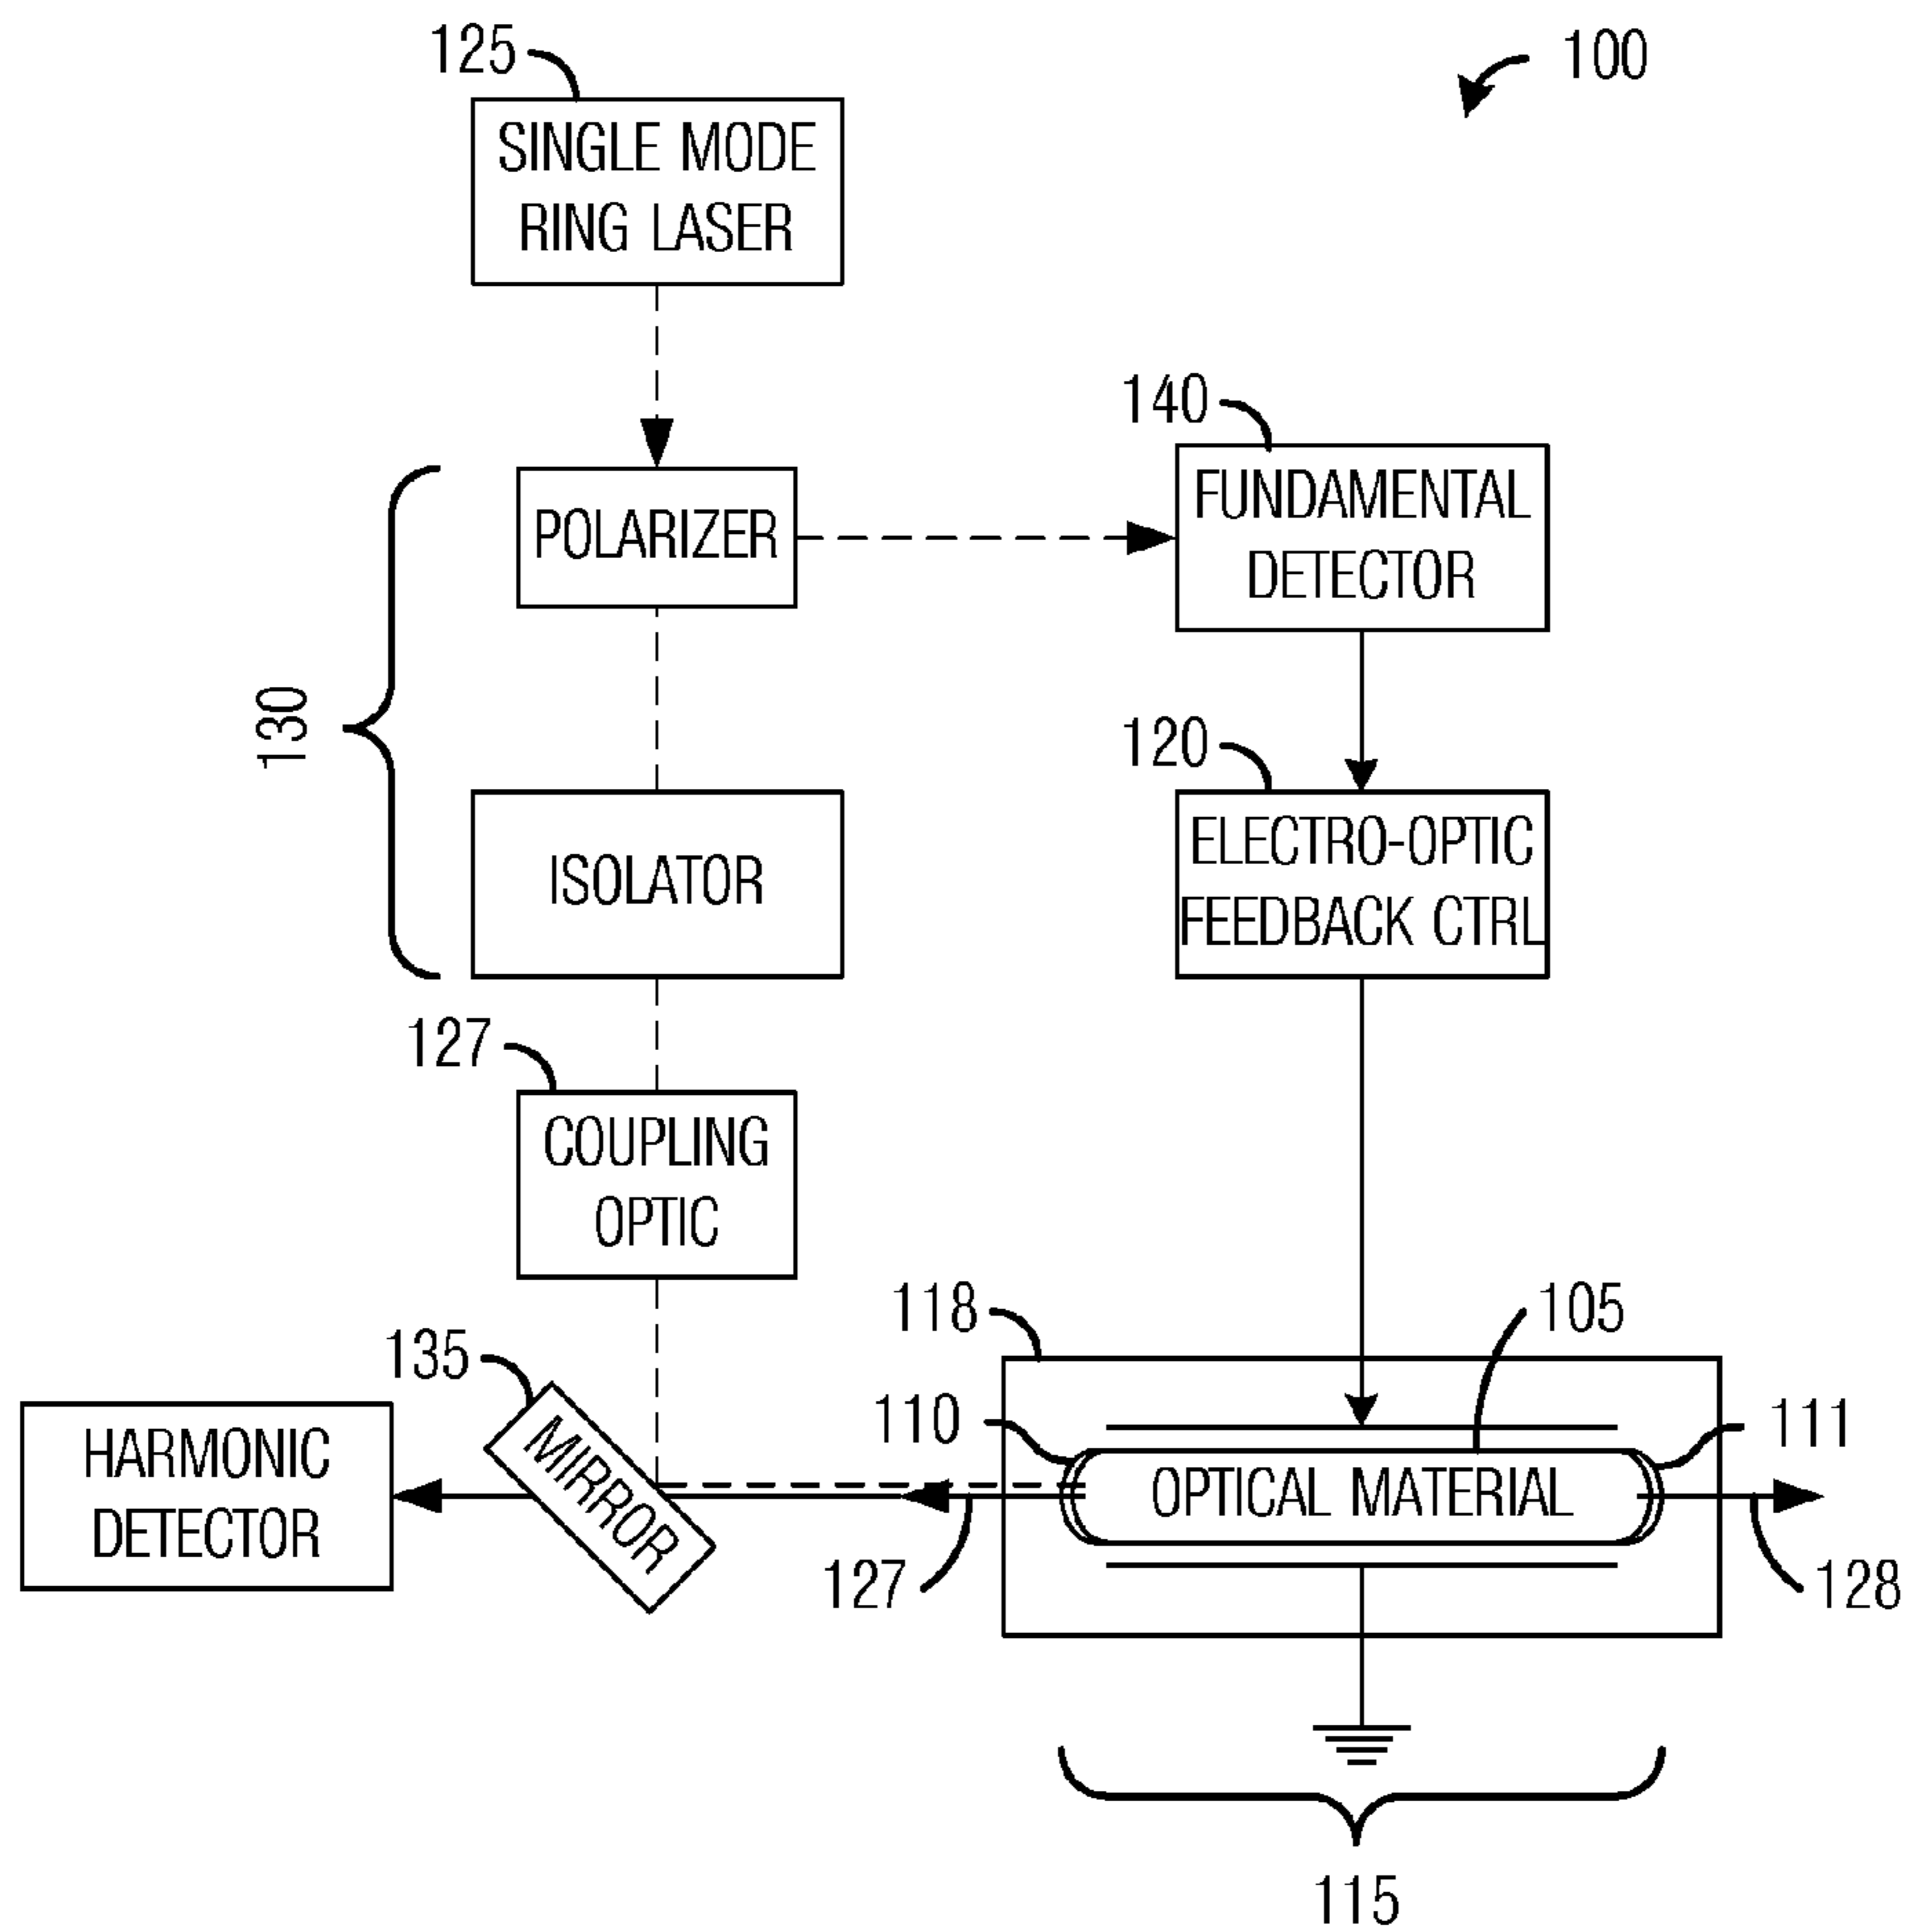 125
100
SINGLE MODE
RING LASER
140
FUNDAMENTAL
DETECTOR
POLARIZER
130
120
ELECTRO-OPTIC
FEEDBACK CTRL
ISOLATOR
127
COUPLING
OPTIC
118
105
135
110
111
HARMONIC
DETECTOR
MIRROR
OPTICAL MATERIAL
127
128
115